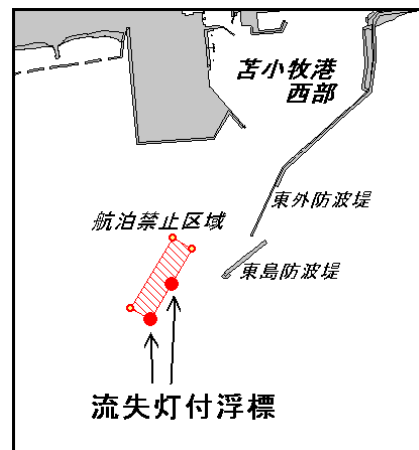 苫小牧港
西部
東外防波堤
航泊禁止区域
東島防波堤
流失灯付浮標